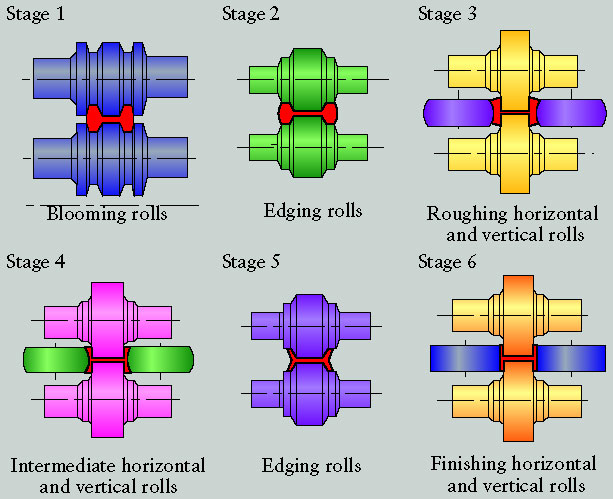 Stage 1
Stage 2
Stage 3
Blooming rolls
Edging rolls
Roughing horizontal
and vertical rolls
Stage 4
Stage 5
Stage 6
Intermediate horizontal
and vertical rolls
Edging rolls
Finishing horizontal
and vertical rolls